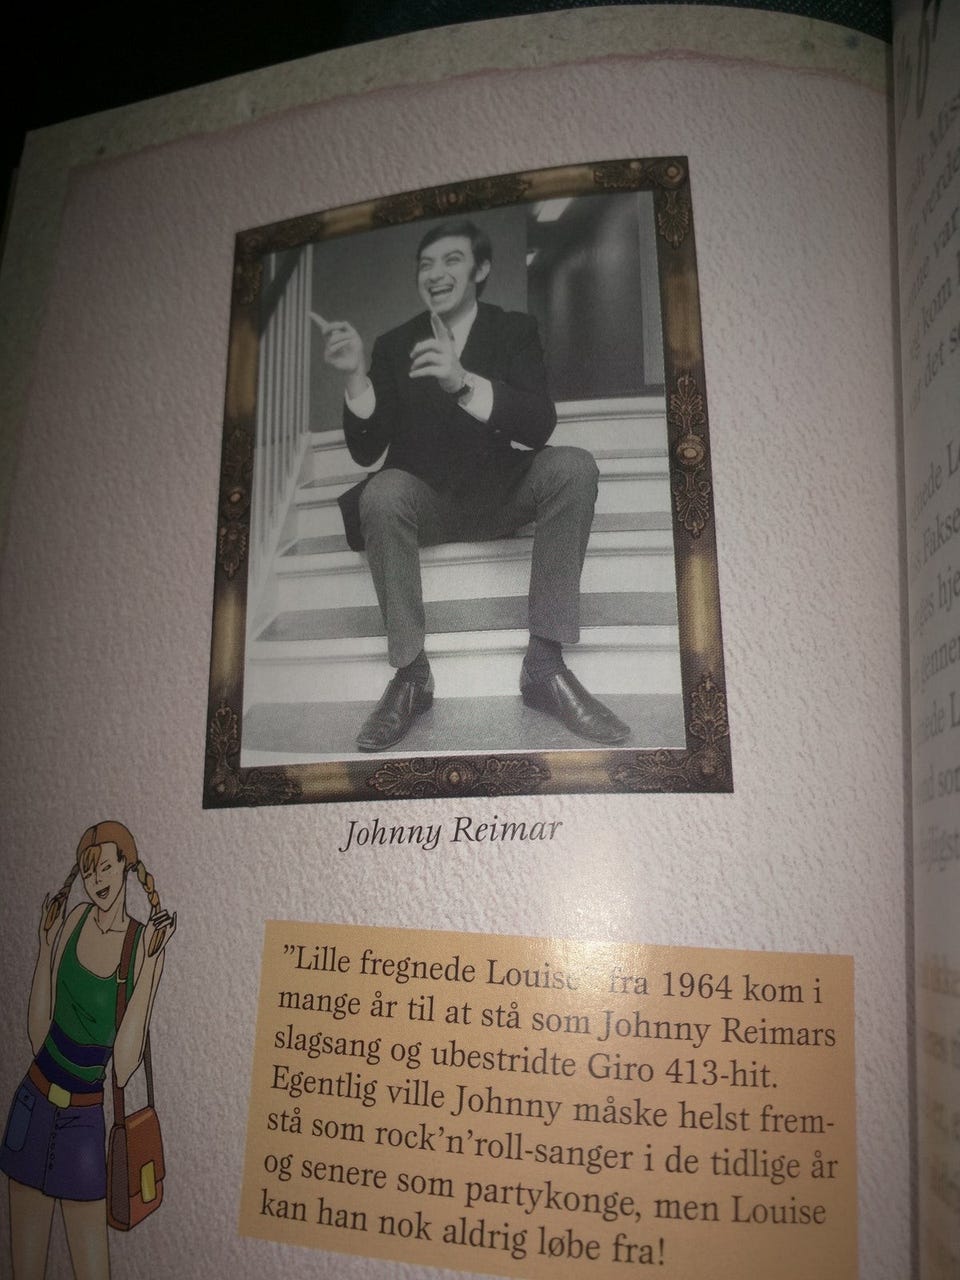 Johnny Reimar
”Lille fregnede Louise” fra 1964 kom i
mange år til at stå som Johnny Reimars
slagsang og ubestridte Giro 413-hit.
Egentlig ville Johnny måske helst frem-
stå som rock’n’roll-sanger i de tidlige år
og senere som partykonge, men Louise
kan han nok aldrig løbe fra!